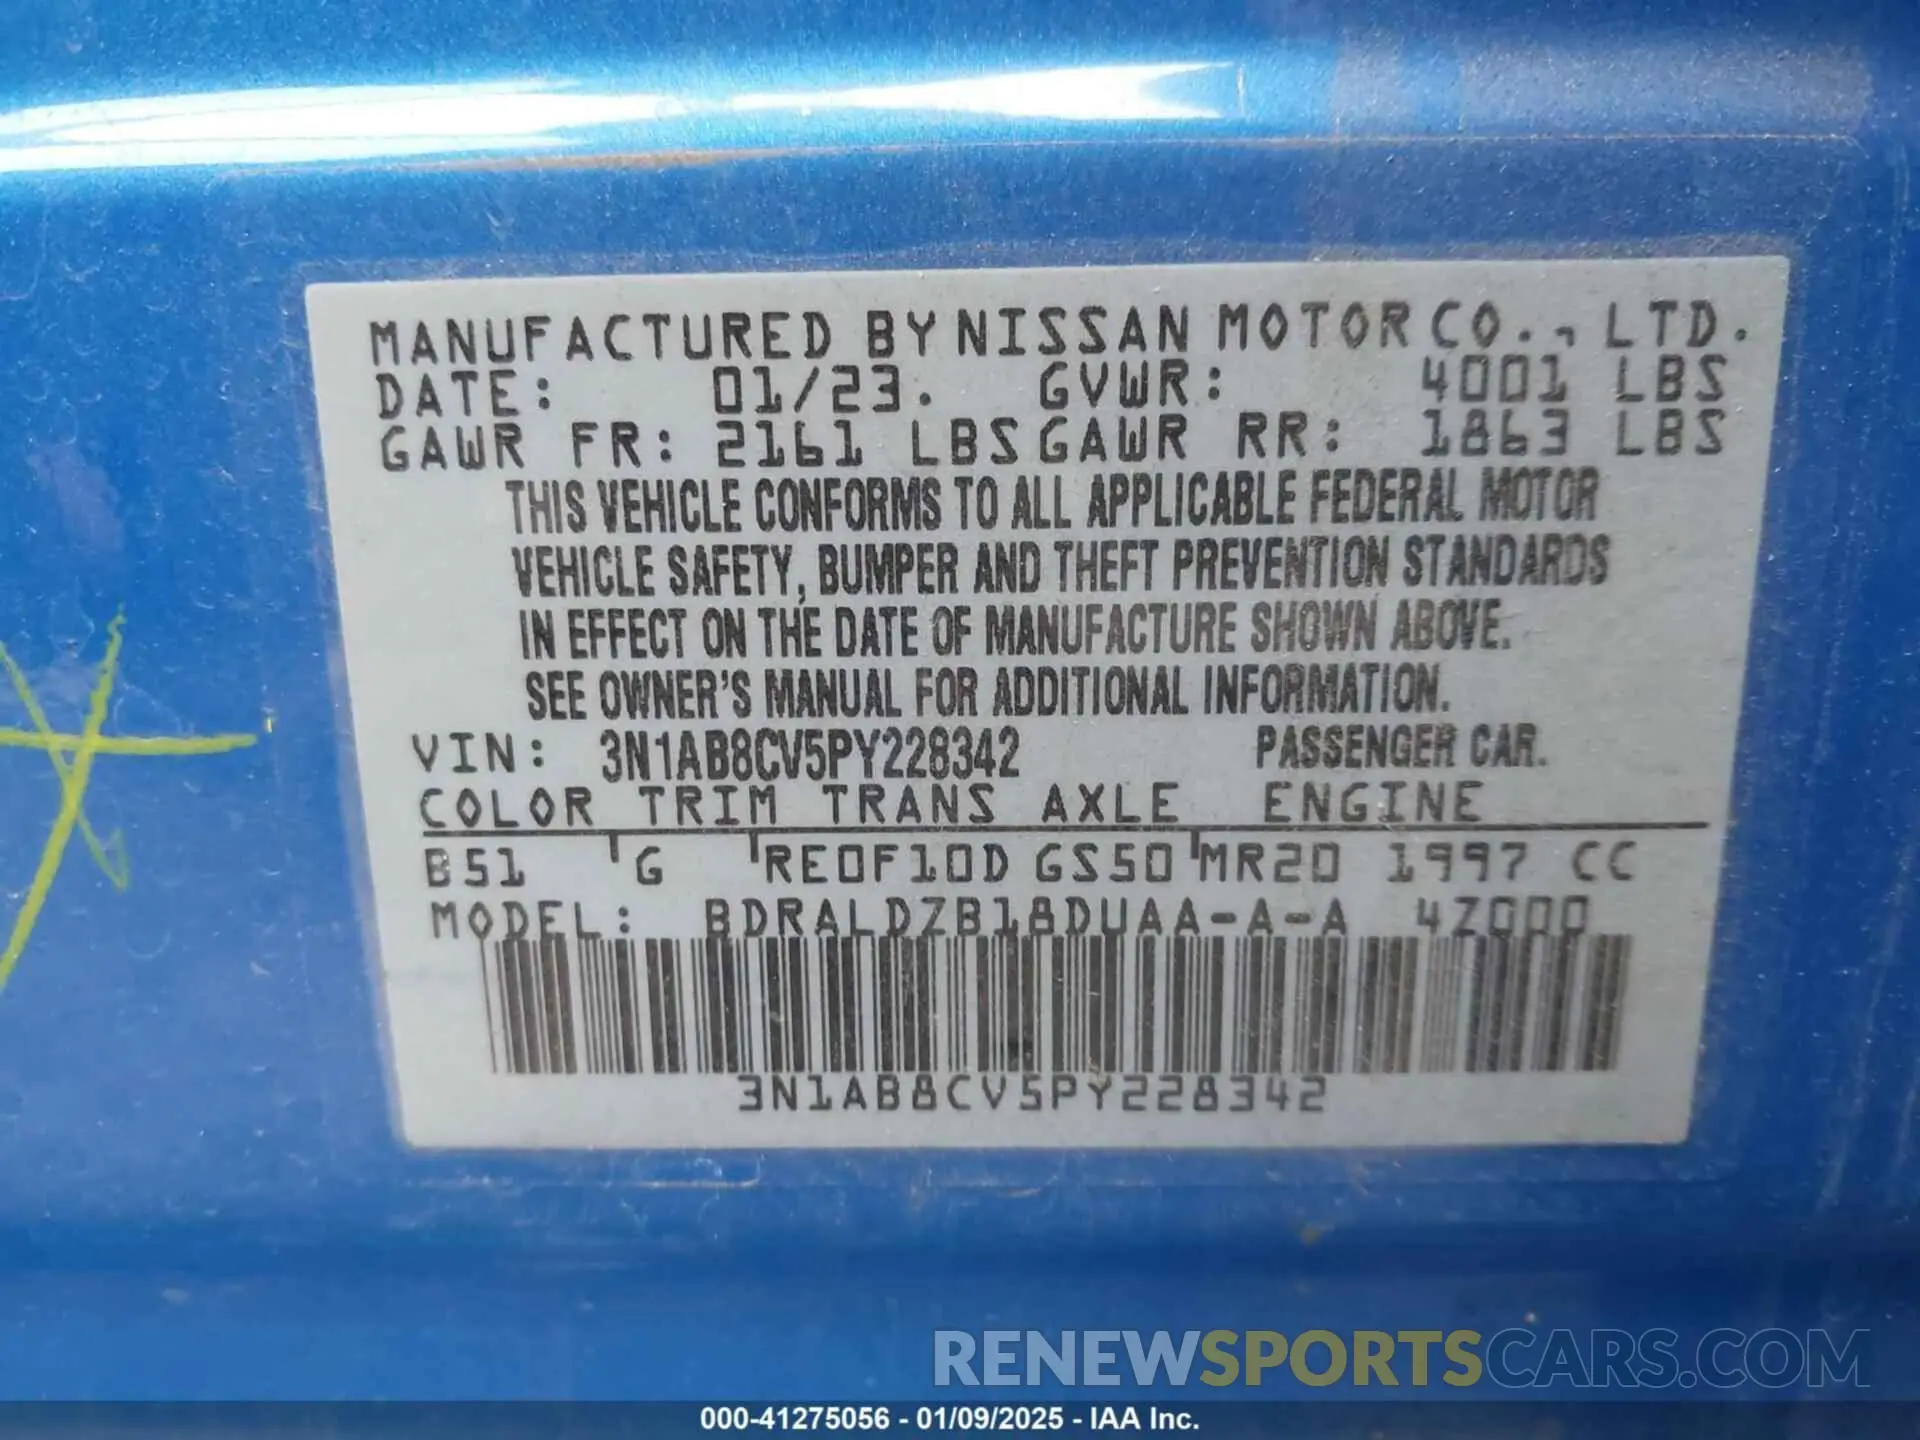 MANUFACTURED BY NISSAN MOTOR CO., LTD.
DATE: 01/23. GVWR: 4001 LBS
GAWR FR: 2161 LBS GAWR RR: 1863 LBS
THIS VEHICLE CONFORMS TO ALL APPLICABLE FEDERAL MOTOR
VEHICLE SAFETY, BUMPER AND THEFT PREVENTION STANDARDS
IN EFFECT ON THE DATE OF MANUFACTURE SHOWN ABOVE.
SEE OWNER'S MANUAL FOR ADDITIONAL INFORMATION.
VIN: 3N1AB8CV5PY228342 PASSENGER CAR.
COLOR TRIM TRANS AXLE ENGINE
B51 G RE0F10D GS50 MR20 1997 CC
MODEL: BDRALDZB18DUAA-A-A 4Z000
3N1AB8CV5PY228342
RENEWSPORTSCARS.COM
000-41275056 - 01/09/2025 - IAA Inc.